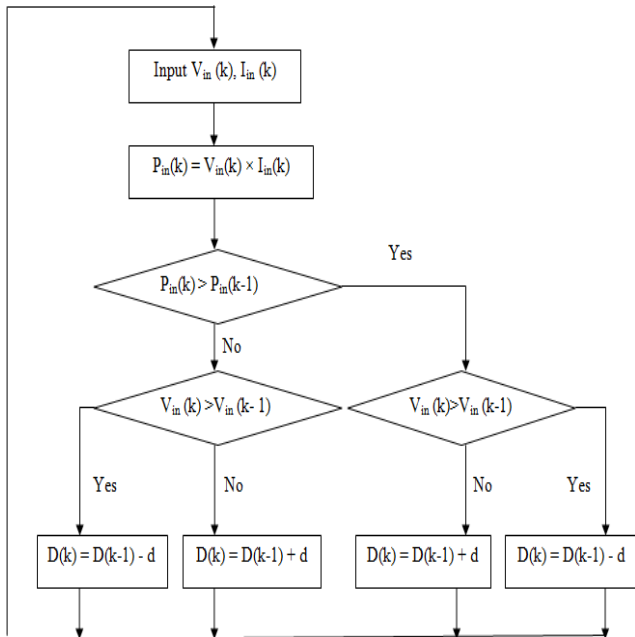 Input V_in (k), I_in (k)
P_in(k) = V_in(k) × I_in(k)
Yes
P_in(k) > P_in(k-1)
No
V_in (k) >V_in (k- 1)
V_in (k)>V_in (k-1)
Yes
No
No
Yes
D(k) = D(k-1) - d
D(k) = D(k-1) + d
D(k) = D(k-1) + d
D(k) = D(k-1) - d